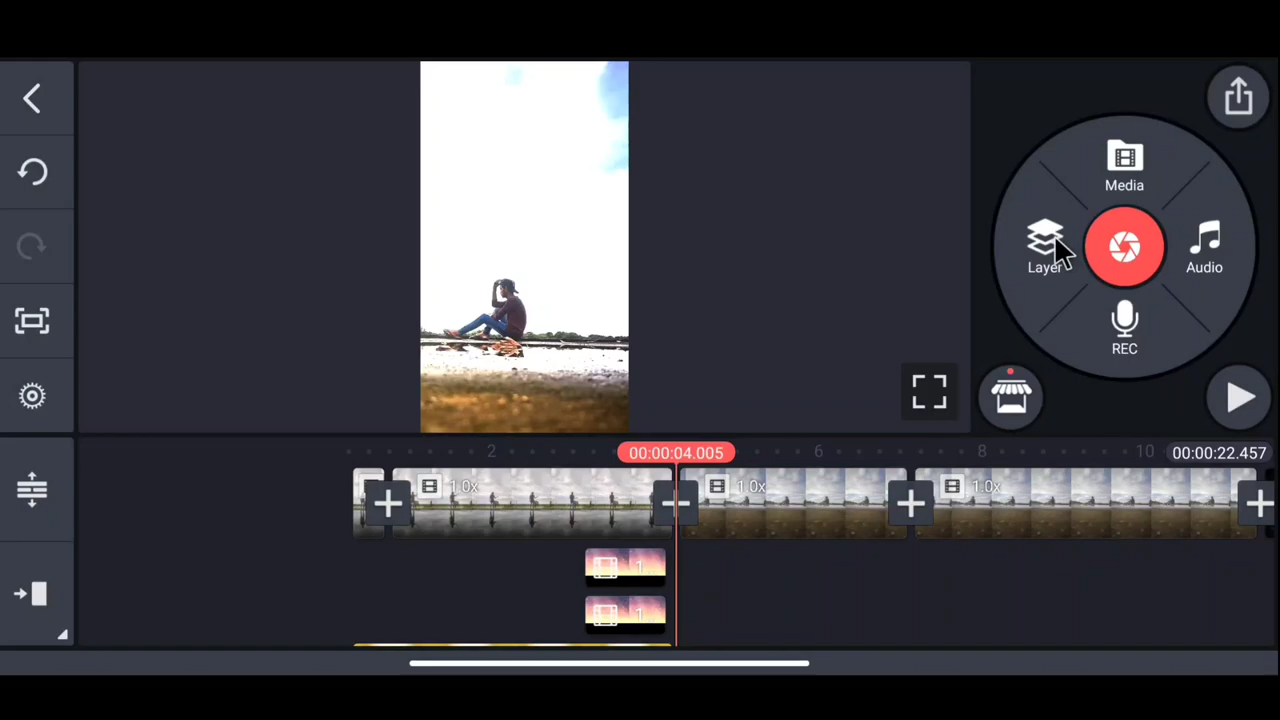 Media
Layer
Audio
REC
2
00:00:04.005
6
8
10
00:00:22.457
1.0x
1.0x
1.0x
1
1